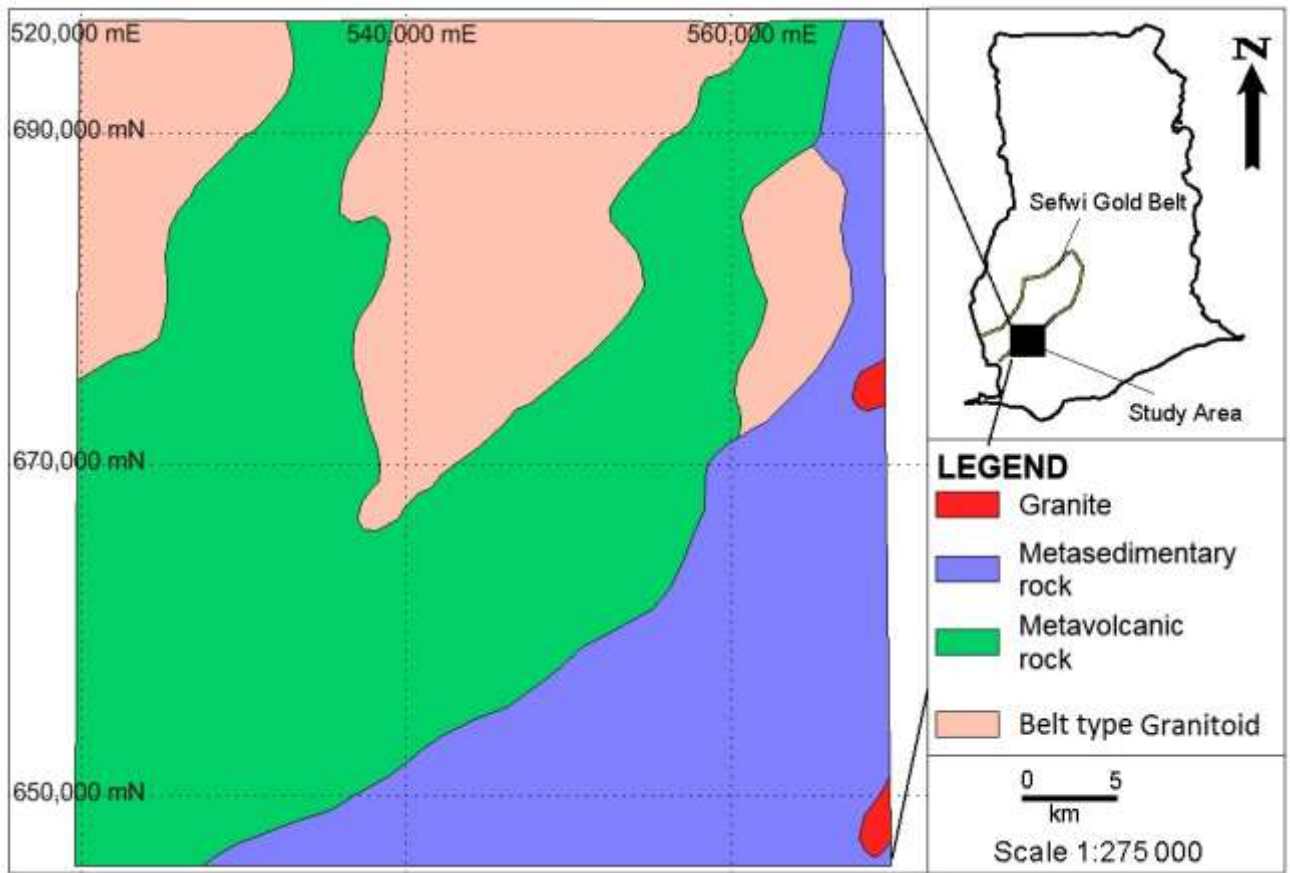 520,000 mE
540,000 mE
560,000 mE
690,000 mN
670,000 mN
650,000 mN
N
Sefwi Gold Belt
Study Area
LEGEND
Granite
Metasedimentary
rock
Metavolcanic
rock
Belt type Granitoid
0 5
km
Scale 1:275 000